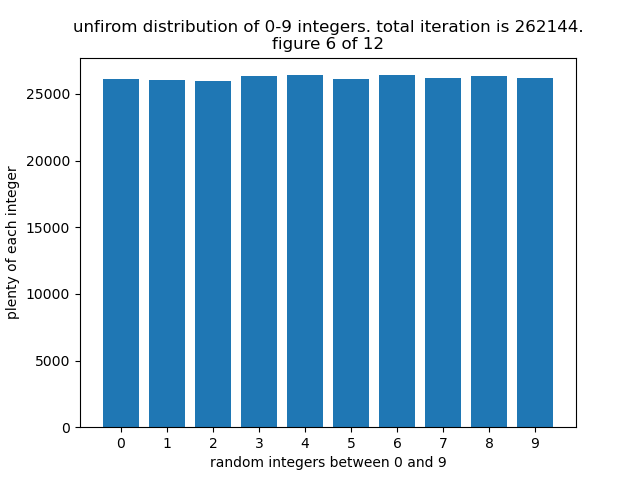 unfirom distribution of 0-9 integers. total iteration is 262144.
figure 6 of 12
plenty of each integer
25000
20000
15000
10000
5000
0
0 1 2 3 4 5 6 7 8 9
random integers between 0 and 9